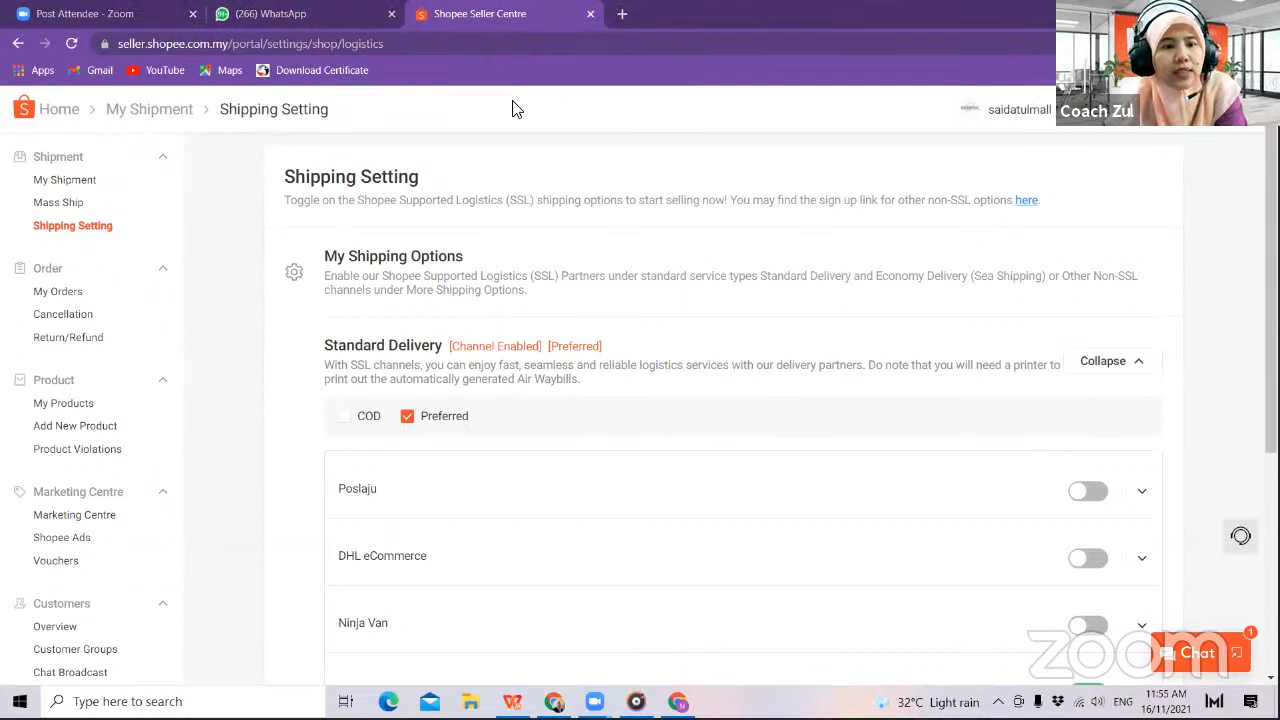 Post Attendee - Zoom
(266) WhatsApp
Shopee Seller Centre
seller.shopee.com.my/portal/settings/shop/logistics
Apps
Gmail
YouTube
Maps
Download Certificate
Home > My Shipment > Shipping Setting
saidatulmall
Coach Zul
Shipment
My Shipment
Mass Ship
Shipping Setting
Order
My Orders
Cancellation
Return/Refund
Product
My Products
Add New Product
Product Violations
Marketing Centre
Marketing Centre
Shopee Ads
Vouchers
Customers
Overview
Customer Groups
Chat Broadcast
Shipping Setting
Toggle on the Shopee Supported Logistics (SSL) shipping options to start selling now! You may find the sign up link for other non-SSL options here.
My Shipping Options
Enable our Shopee Supported Logistics (SSL) Partners under standard service types Standard Delivery and Economy Delivery (Sea Shipping) or Other Non-SSL
channels under More Shipping Options.
Standard Delivery [Channel Enabled] [Preferred]
With SSL channels, you can enjoy fast, seamless and reliable logistics services with our delivery partners. Do note that you will need a printer to
print out the automatically generated Air Waybills.
Collapse
COD
Preferred
Poslaju
DHL eCommerce
Ninja Van
zoom
Chat
1
Type here to search
32°C Light rain
ENG
11:55 AM
16/11/2021